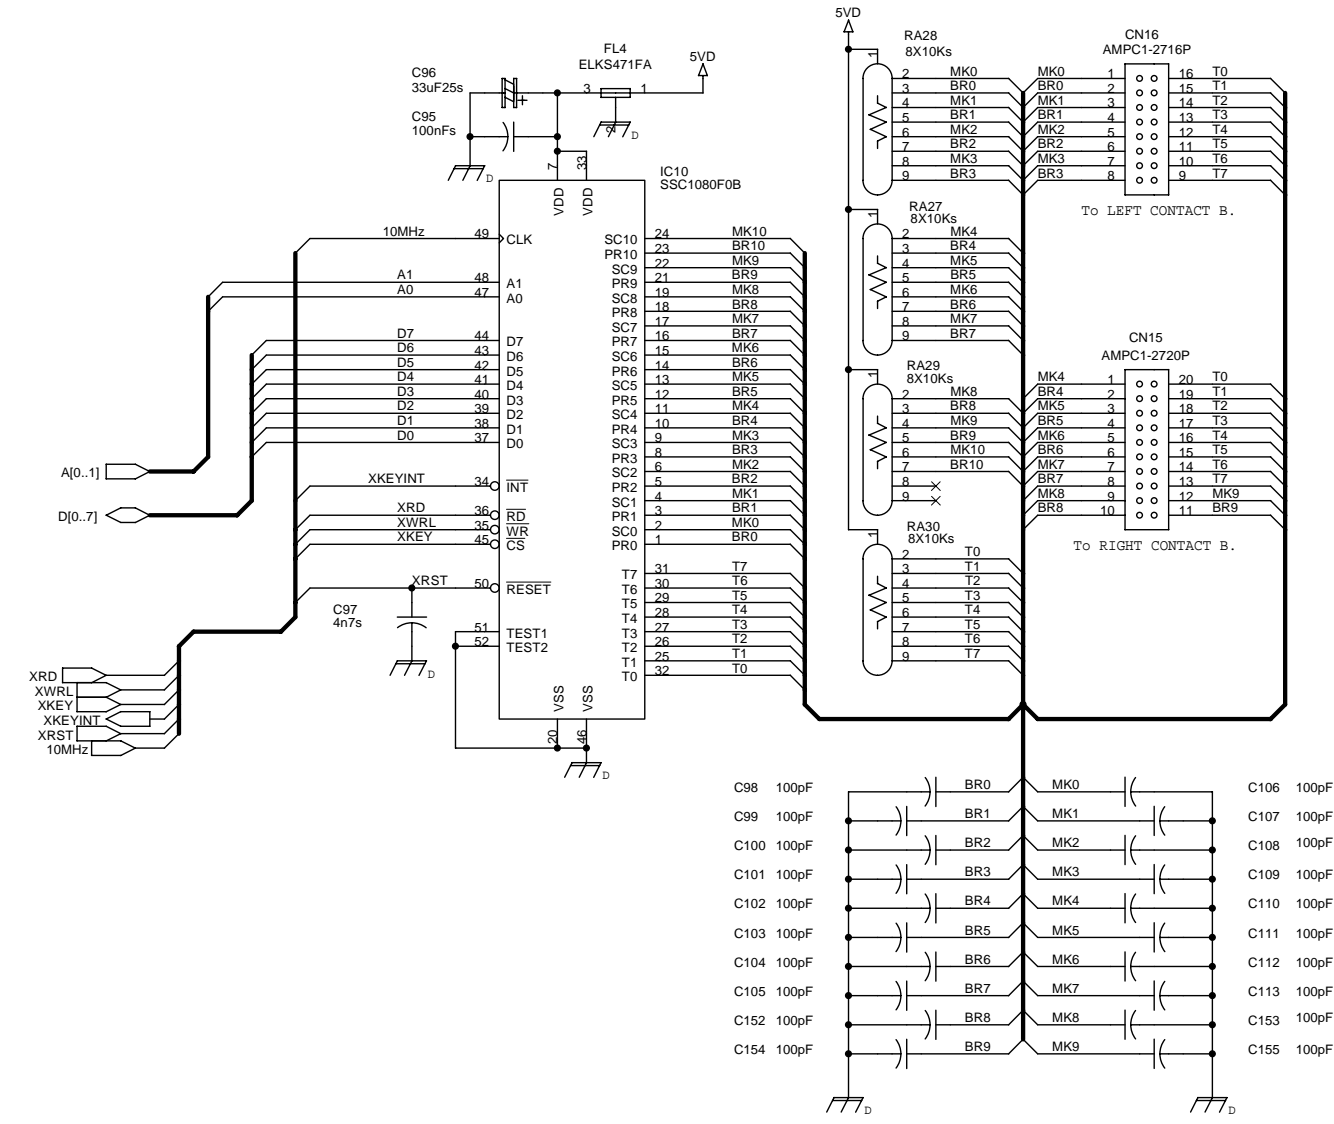 5VD
RA28
8X10Ks
CN16
AMPC1-2716P
FL4
ELKS471FA
5VD
C96
33uF25s
+
3
1
2
D
C95
100nFs
D
7
33
IC10
SSC1080F0B
VDD
VDD
1
2 MK0
3 BR0
4 MK1
5 BR1
6 MK2
7 BR2
8 MK3
9 BR3
MK0 1 16 T0
BR0 2 15 T1
MK1 3 14 T2
BR1 4 13 T3
MK2 5 12 T4
BR2 6 11 T5
MK3 7 10 T6
BR3 8 9 T7
To LEFT CONTACT B.
RA27
8X10Ks
1
2 MK4
3 BR4
4 MK5
5 BR5
6 MK6
7 BR6
8 MK7
9 BR7
10MHz 49 CLK
A1 48 A1
A0 47 A0
D7 44 D7
D6 43 D6
D5 42 D5
D4 41 D4
D3 40 D3
D2 39 D2
D1 38 D1
D0 37 D0
A[0..1]
D[0..7]
XKEYINT 34 INT
XRD 36 RD
XWRL 35 WR
XKEY 45 CS
XRST 50 RESET
C97
4n7s
D
51 TEST1
52 TEST2
SC10 24 MK10
PR10 23 BR10
SC9 22 MK9
PR9 21 BR9
SC8 19 MK8
PR8 18 BR8
SC7 17 MK7
PR7 16 BR7
SC6 15 MK6
PR6 14 BR6
SC5 13 MK5
PR5 12 BR5
SC4 11 MK4
PR4 10 BR4
SC3 9 MK3
PR3 8 BR3
SC2 6 MK2
PR2 5 BR2
SC1 4 MK1
PR1 3 BR1
SC0 2 MK0
PR0 1 BR0
T7 31 T7
T6 30 T6
T5 29 T5
T4 28 T4
T3 27 T3
T2 26 T2
T1 25 T1
T0 32 T0
VSS
VSS
20
46
D
RA29
8X10Ks
1
2 MK8
3 BR8
4 MK9
5 BR9
6 MK10
7 BR10
8
9
CN15
AMPC1-2720P
MK4 1 20 T0
BR4 2 19 T1
MK5 3 18 T2
BR5 4 17 T3
MK6 5 16 T4
BR6 6 15 T5
MK7 7 14 T6
BR7 8 13 T7
MK8 9 12 MK9
BR8 10 11 BR9
To RIGHT CONTACT B.
RA30
8X10Ks
1
2 T0
3 T1
4 T2
5 T3
6 T4
7 T5
8 T6
9 T7
XRD
XWRL
XKEY
XKEYINT
XRST
10MHz
C98 100pF BR0 MK0 C106 100pF
C99 100pF BR1 MK1 C107 100pF
C100 100pF BR2 MK2 C108 100pF
C101 100pF BR3 MK3 C109 100pF
C102 100pF BR4 MK4 C110 100pF
C103 100pF BR5 MK5 C111 100pF
C104 100pF BR6 MK6 C112 100pF
C105 100pF BR7 MK7 C113 100pF
C152 100pF BR8 MK8 C153 100pF
C154 100pF BR9 MK9 C155 100pF
D
D